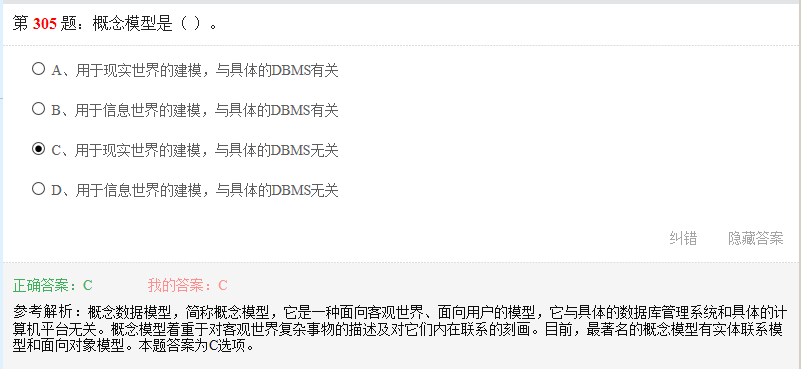 第 305 题：概念模型是（ ）。
A、用于现实世界的建模，与具体的DBMS有关
B、用于信息世界的建模，与具体的DBMS有关
C、用于现实世界的建模，与具体的DBMS无关
D、用于信息世界的建模，与具体的DBMS无关
纠错 隐藏答案
正确答案：C 我的答案：C
参考解析：概念数据模型，简称概念模型，它是一种面向客观世界、面向用户的模型，它与具体的数据库管理系统和具体的计
算机平台无关。概念模型着重于对客观世界复杂事物的描述及对它们内在联系的刻画。目前，最著名的概念模型有实体联系模
型和面向对象模型。本题答案为C选项。